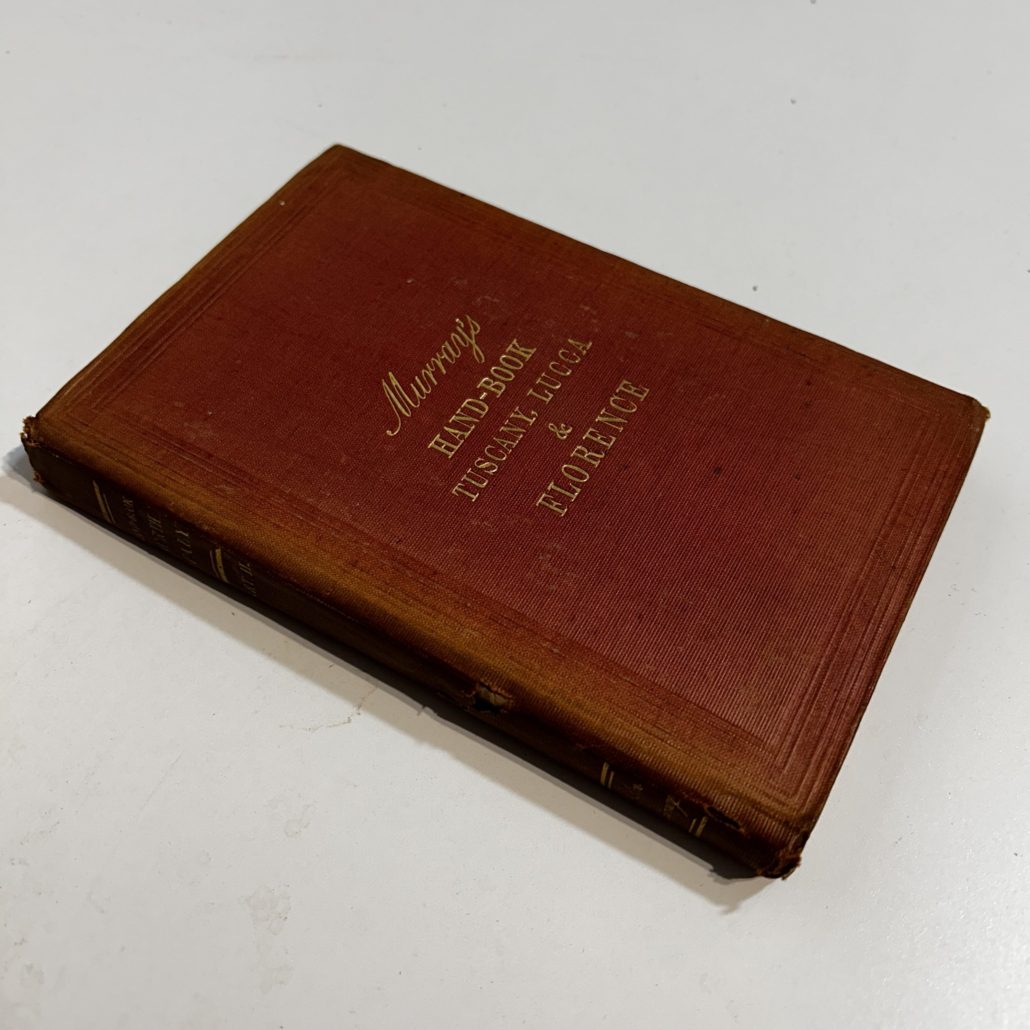 Murray's
HAND-BOOK
TUSCANY, LUCCA
&
FLORENCE